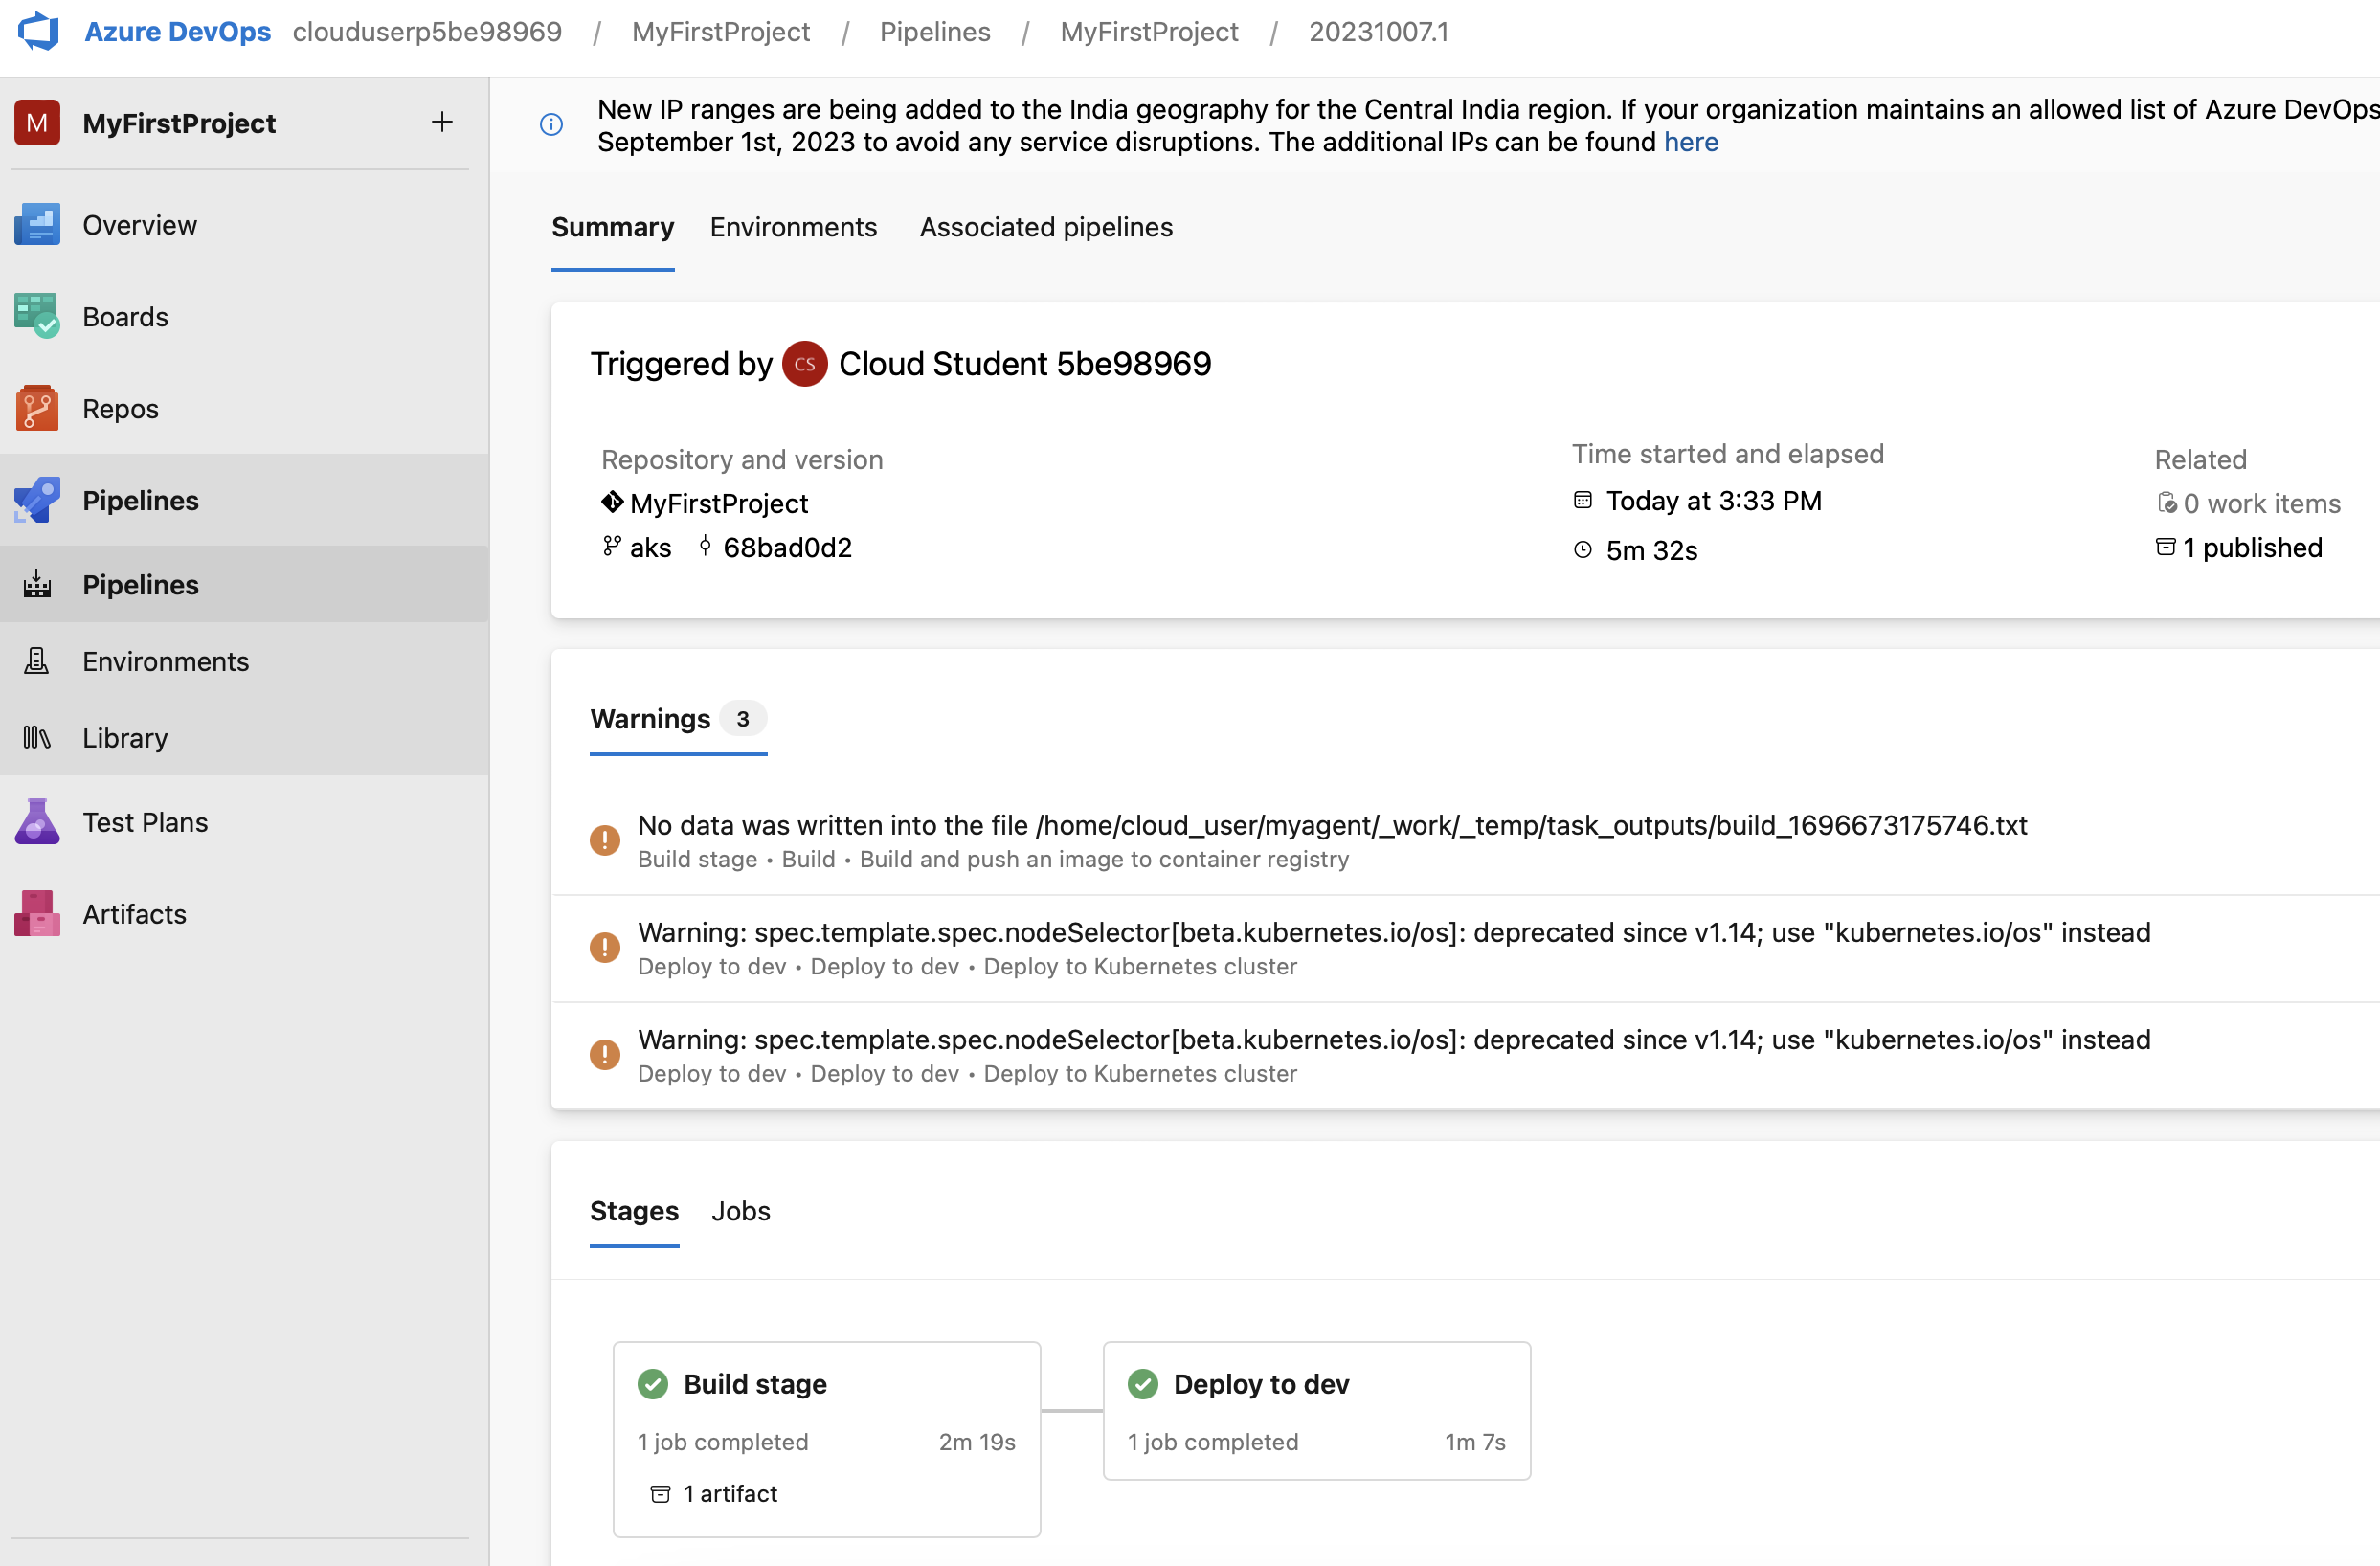 Azure DevOps clouduserp5be98969 / MyFirstProject / Pipelines / MyFirstProject / 20231007.1
M MyFirstProject +
Overview
Boards
Repos
Pipelines
Pipelines
Environments
Library
Test Plans
Artifacts
New IP ranges are being added to the India geography for the Central India region. If your organization maintains an allowed list of Azure DevOps
September 1st, 2023 to avoid any service disruptions. The additional IPs can be found here
Summary Environments Associated pipelines
Triggered by CS Cloud Student 5be98969
Repository and version
MyFirstProject
aks 68bad0d2
Time started and elapsed
Today at 3:33 PM
5m 32s
Related
0 work items
1 published
Warnings 3
No data was written into the file /home/cloud_user/myagent/_work/_temp/task_outputs/build_1696673175746.txt
Build stage • Build • Build and push an image to container registry
Warning: spec.template.spec.nodeSelector[beta.kubernetes.io/os]: deprecated since v1.14; use "kubernetes.io/os" instead
Deploy to dev • Deploy to dev • Deploy to Kubernetes cluster
Warning: spec.template.spec.nodeSelector[beta.kubernetes.io/os]: deprecated since v1.14; use "kubernetes.io/os" instead
Deploy to dev • Deploy to dev • Deploy to Kubernetes cluster
Stages Jobs
Build stage
1 job completed 2m 19s
1 artifact
Deploy to dev
1 job completed 1m 7s